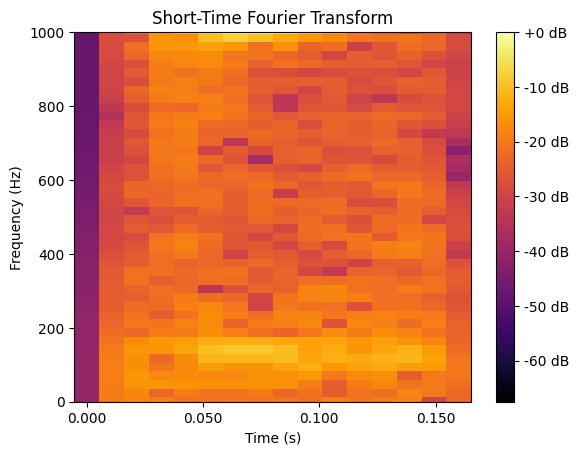 Short-Time Fourier Transform
1000
800
600
400
200
0
Frequency (Hz)
0.000
0.050
0.100
0.150
Time (s)
+0 dB
-10 dB
-20 dB
-30 dB
-40 dB
-50 dB
-60 dB